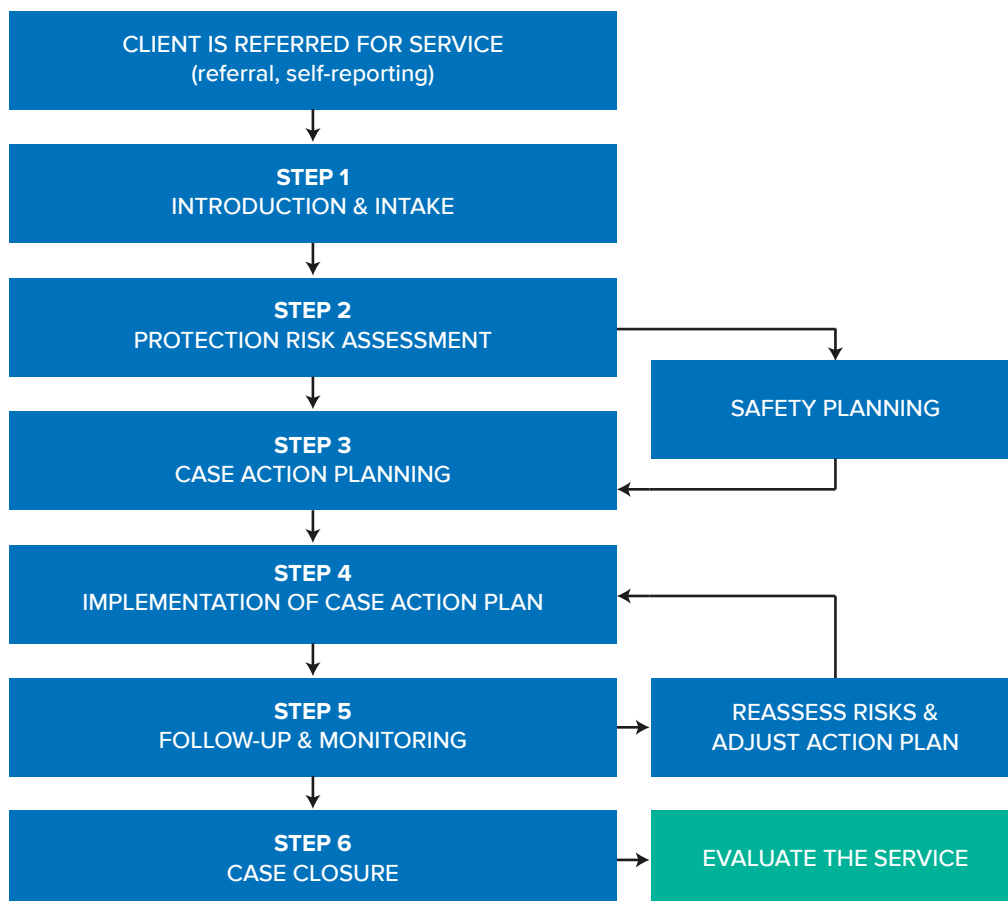 CLIENT IS REFERRED FOR SERVICE
(referral, self-reporting)
STEP 1
INTRODUCTION & INTAKE
STEP 2
PROTECTION RISK ASSESSMENT
SAFETY PLANNING
STEP 3
CASE ACTION PLANNING
STEP 4
IMPLEMENTATION OF CASE ACTION PLAN
STEP 5
FOLLOW-UP & MONITORING
REASSESS RISKS &
ADJUST ACTION PLAN
STEP 6
CASE CLOSURE
EVALUATE THE SERVICE